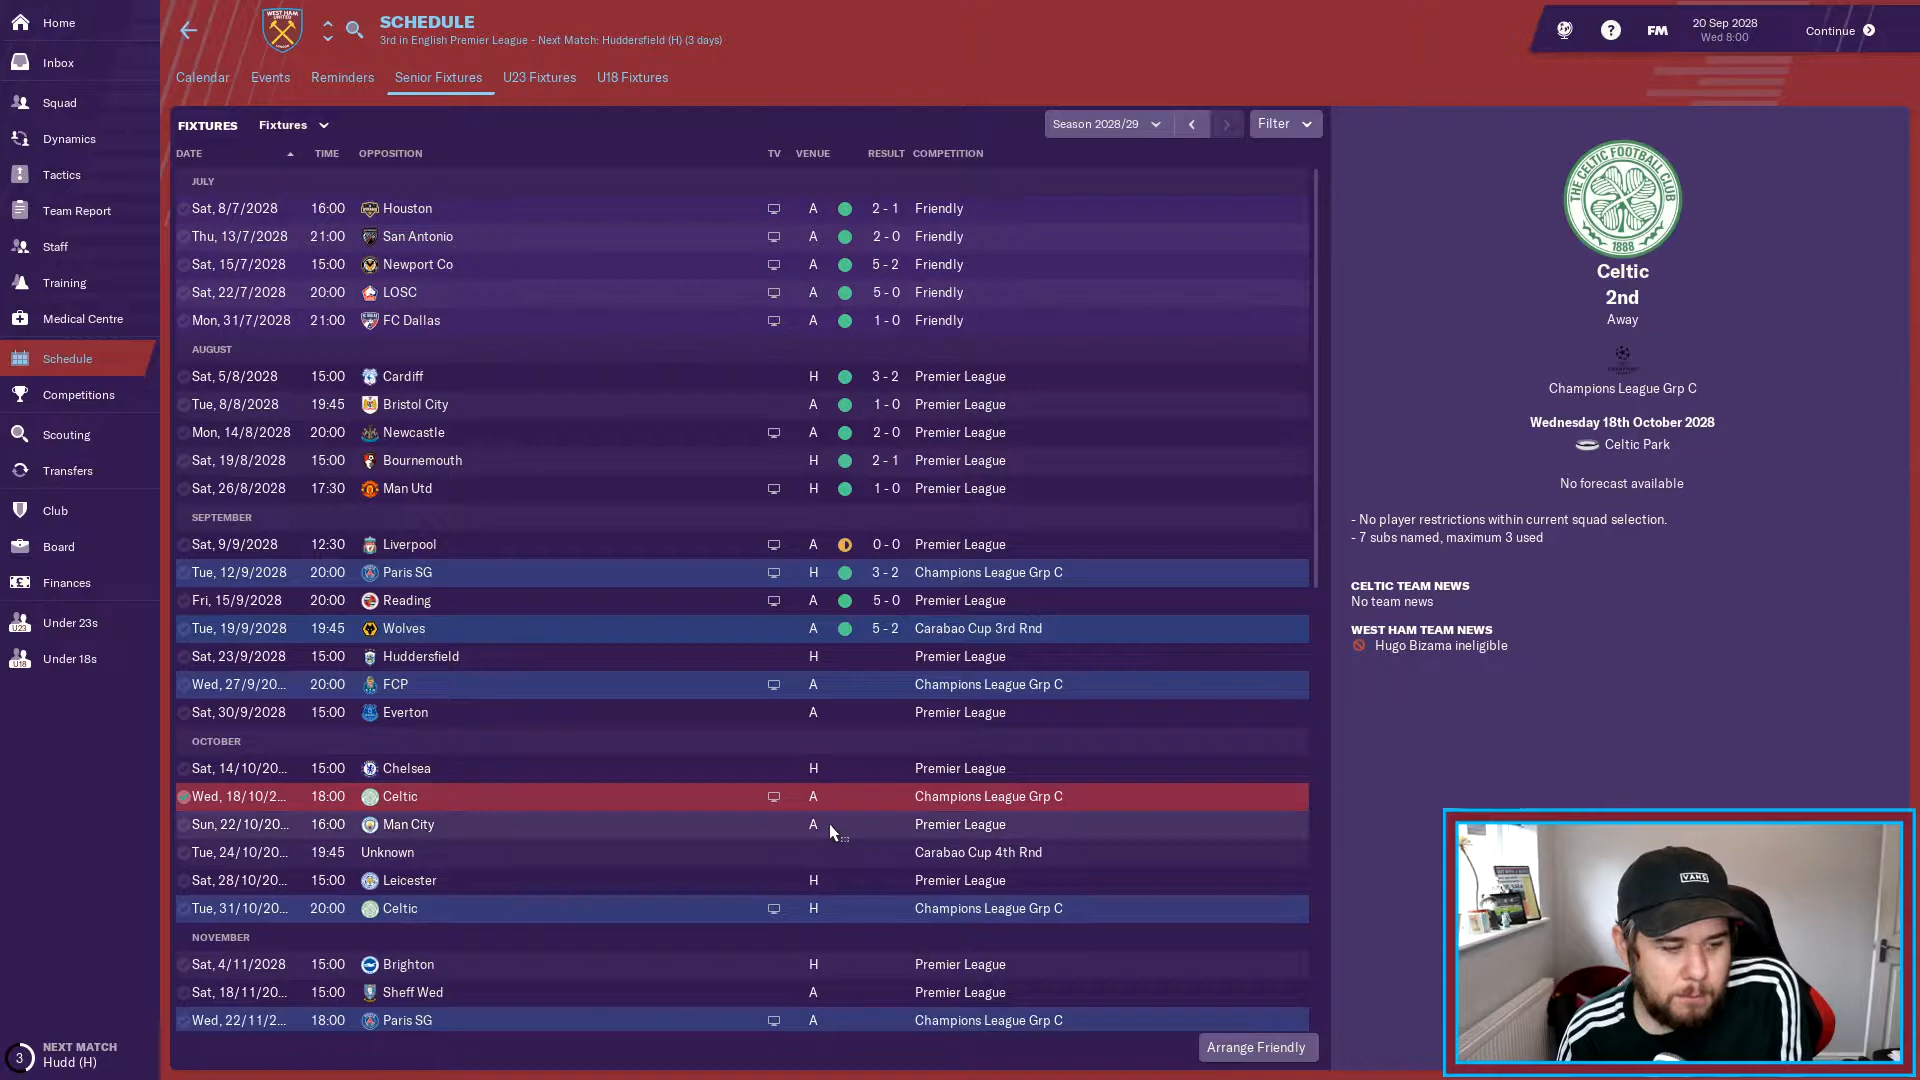 Home
Inbox
Squad
Dynamics
Tactics
Team Report
Staff
Training
Medical Centre
Schedule
Competitions
Scouting
Transfers
Club
Board
Finances
U23
Under 23s
U18
Under 18s
3
NEXT MATCH
Hudd (H)
WEST HAM
UNITED
SCHEDULE
3rd in English Premier League - Next Match: Huddersfield (H) (3 days)
? FM 20 Sep 2028 Wed 8:00 Continue
Calendar Events Reminders Senior Fixtures U23 Fixtures U18 Fixtures
FIXTURES Fixtures Season 2028/29 Filter
DATE TIME OPPOSITION TV VENUE RESULT COMPETITION
JULY
Sat, 8/7/2028 16:00 Houston A 2 - 1 Friendly
Thu, 13/7/2028 21:00 San Antonio A 2 - 0 Friendly
Sat, 15/7/2028 15:00 Newport Co A 5 - 2 Friendly
Sat, 22/7/2028 20:00 LOSC A 5 - 0 Friendly
Mon, 31/7/2028 21:00 FC Dallas A 1 - 0 Friendly
AUGUST
Sat, 5/8/2028 15:00 Cardiff H 3 - 2 Premier League
Tue, 8/8/2028 19:45 Bristol City A 1 - 0 Premier League
Mon, 14/8/2028 20:00 Newcastle A 2 - 0 Premier League
Sat, 19/8/2028 15:00 Bournemouth H 2 - 1 Premier League
Sat, 26/8/2028 17:30 Man Utd H 1 - 0 Premier League
SEPTEMBER
Sat, 9/9/2028 12:30 Liverpool A 0 - 0 Premier League
Tue, 12/9/2028 20:00 Paris SG H 3 - 2 Champions League Grp C
Fri, 15/9/2028 20:00 Reading A 5 - 0 Premier League
Tue, 19/9/2028 19:45 Wolves A 5 - 2 Carabao Cup 3rd Rnd
Sat, 23/9/2028 15:00 Huddersfield H Premier League
Wed, 27/9/20... 20:00 FCP A Champions League Grp C
Sat, 30/9/2028 15:00 Everton A Premier League
OCTOBER
Sat, 14/10/20... 15:00 Chelsea H Premier League
Wed, 18/10/2... 18:00 Celtic A Champions League Grp C
Sun, 22/10/20... 16:00 Man City A Premier League
Tue, 24/10/20... 19:45 Unknown Carabao Cup 4th Rnd
Sat, 28/10/20... 15:00 Leicester H Premier League
Tue, 31/10/20... 20:00 Celtic H Champions League Grp C
NOVEMBER
Sat, 4/11/2028 15:00 Brighton H Premier League
Sat, 18/11/20... 15:00 Sheff Wed A Premier League
Wed, 22/11/2... 18:00 Paris SG A Champions League Grp C
Arrange Friendly
THE CELTIC FOOTBALL CLUB
1888
Celtic
2nd
Away
Champions League Grp C
Wednesday 18th October 2028
Celtic Park
No forecast available
- No player restrictions within current squad selection.
- 7 subs named, maximum 3 used
CELTIC TEAM NEWS
No team news
WEST HAM TEAM NEWS
Hugo Bizama ineligible
VANS